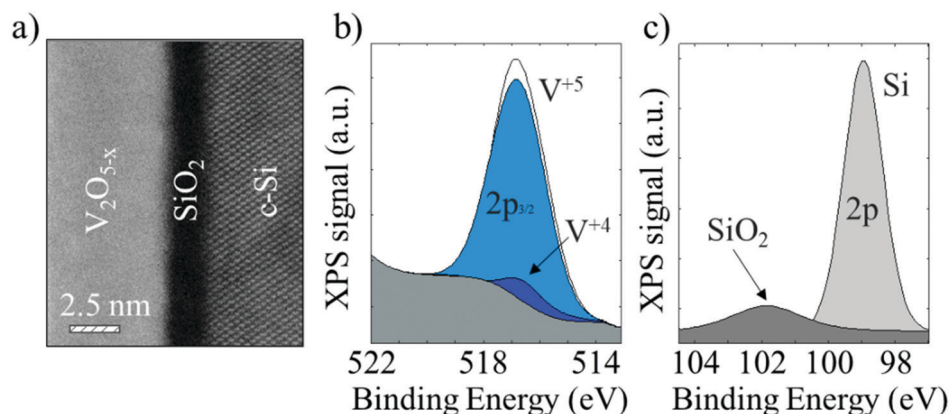 a)
V₂O₅₋ₓ
SiO₂
c-Si
2.5 nm
b)
XPS signal (a.u.)
V⁺⁵
2p₃/₂
V⁺⁴
522
518
514
Binding Energy (eV)
c)
XPS signal (a.u.)
Si
2p
SiO₂
104
102
100
98
Binding Energy (eV)